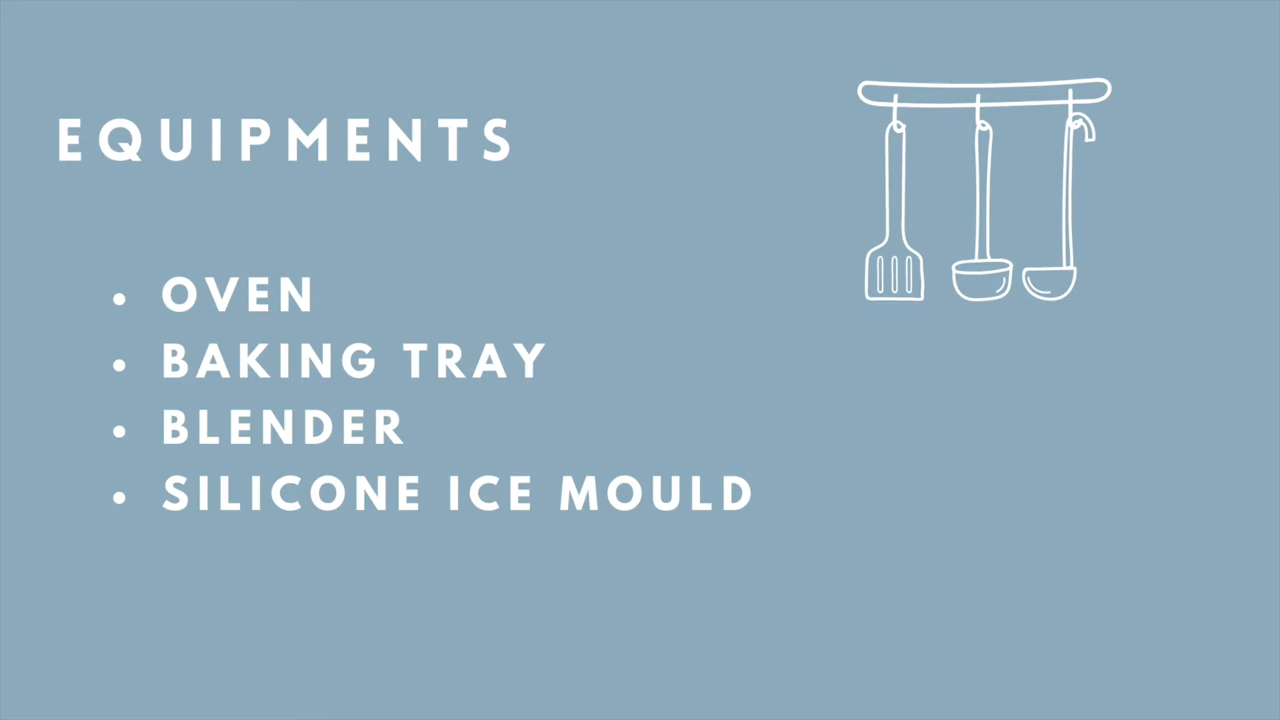 EQUIPMENTS
• OVEN
• BAKING TRAY
• BLENDER
• SILICONE ICE MOULD